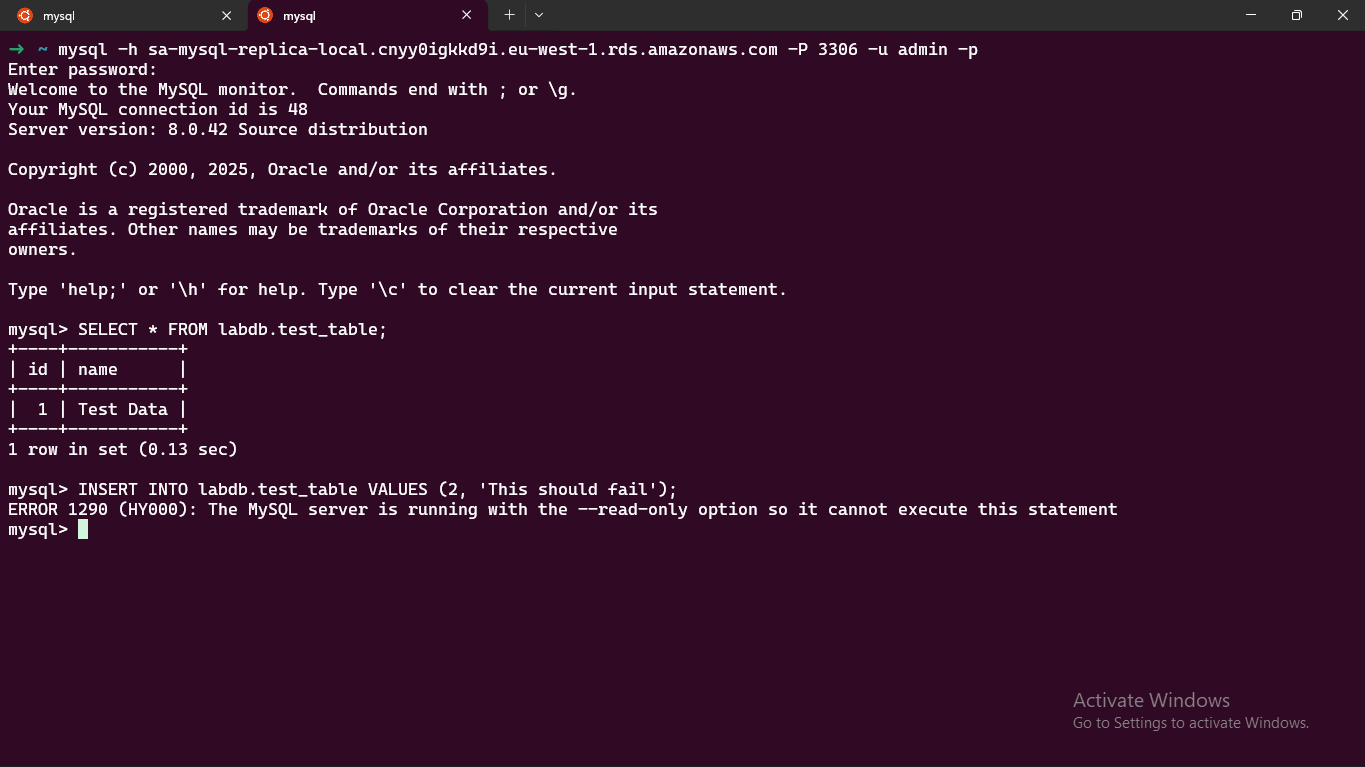 mysql
mysql
→ ~ mysql -h sa-mysql-replica-local.cnyy0igkkd9i.eu-west-1.rds.amazonaws.com -P 3306 -u admin -p
Enter password:
Welcome to the MySQL monitor.  Commands end with ; or \g.
Your MySQL connection id is 48
Server version: 8.0.42 Source distribution
Copyright (c) 2000, 2025, Oracle and/or its affiliates.
Oracle is a registered trademark of Oracle Corporation and/or its
affiliates. Other names may be trademarks of their respective
owners.
Type 'help;' or '\h' for help. Type '\c' to clear the current input statement.
mysql> SELECT * FROM labdb.test_table;
+----+-----------+
| id | name      |
+----+-----------+
|  1 | Test Data |
+----+-----------+
1 row in set (0.13 sec)
mysql> INSERT INTO labdb.test_table VALUES (2, 'This should fail');
ERROR 1290 (HY000): The MySQL server is running with the --read-only option so it cannot execute this statement
mysql>
Activate Windows
Go to Settings to activate Windows.